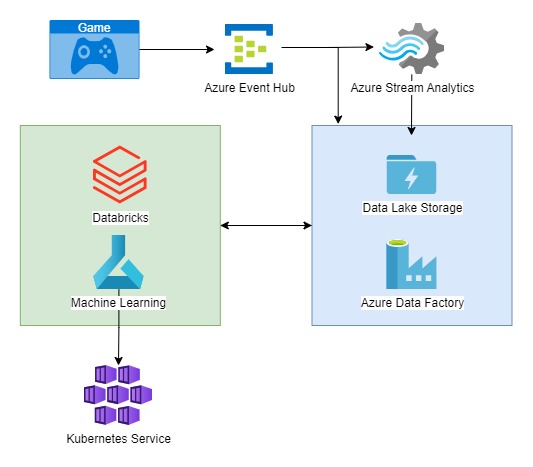 Game
Azure Event Hub
Azure Stream Analytics
Databricks
Data Lake Storage
Machine Learning
Azure Data Factory
Kubernetes Service